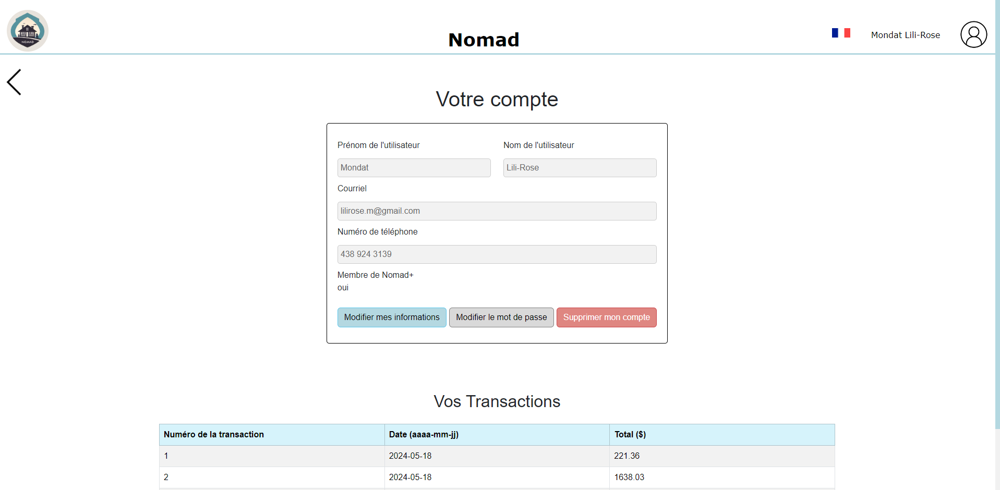 NOMAD
Nomad
Mondat Lili-Rose
Votre compte
Prénom de l'utilisateur
Nom de l'utilisateur
Mondat
Lili-Rose
Courriel
lilirose.m@gmail.com
Numéro de téléphone
438 924 3139
Membre de Nomad+
oui
Modifier mes informations
Modifier le mot de passe
Supprimer mon compte
Vos Transactions
Numéro de la transaction
Date (aaaa-mm-jj)
Total ($)
1
2024-05-18
221.36
2
2024-05-18
1638.03